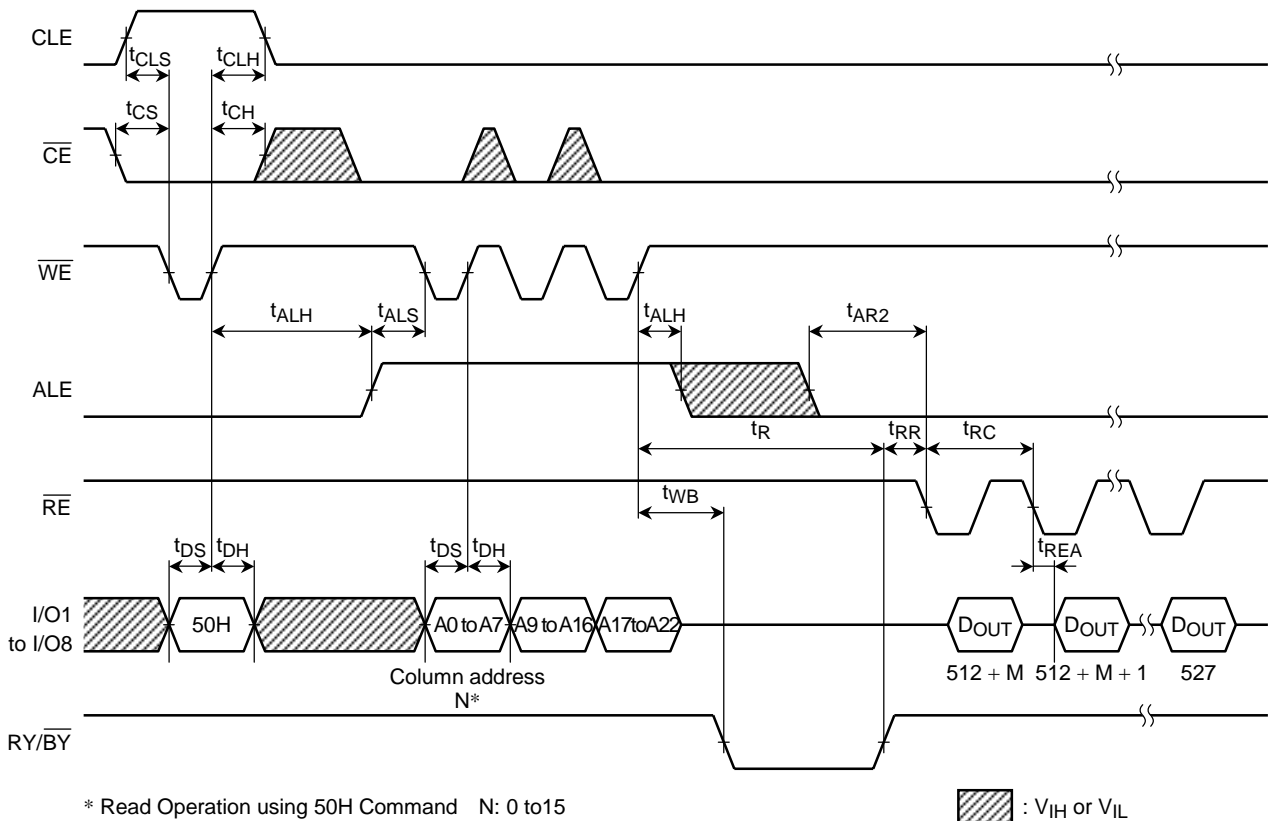 CLE
tCLS tCLH
tCS tCH
CE
WE
tALH tALS tALH tAR2
ALE
tR tRR tRC
RE
tWB
tDS tDH tDS tDH tREA
I/O1
to I/O8
50H A0 to A7 A9 to A16 A17 to A22 DOUT DOUT DOUT
512 + M 512 + M + 1 527
Column address
N*
RY/BY
* Read Operation using 50H Command N: 0 to15
: VIH or VIL